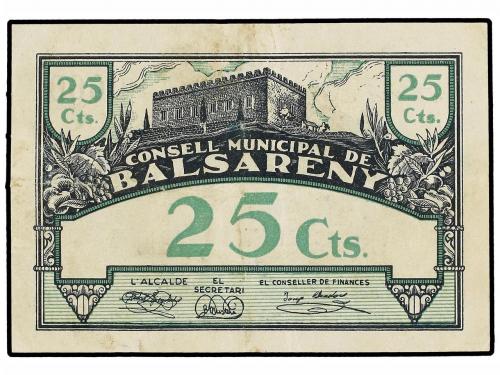 25 Cts.
25 Cts.
CONSELL MUNICIPAL DE
BALSARENY
25 Cts.
L'ALCALDE
EL SECRETARI
EL CONSELLER DE FINANCES